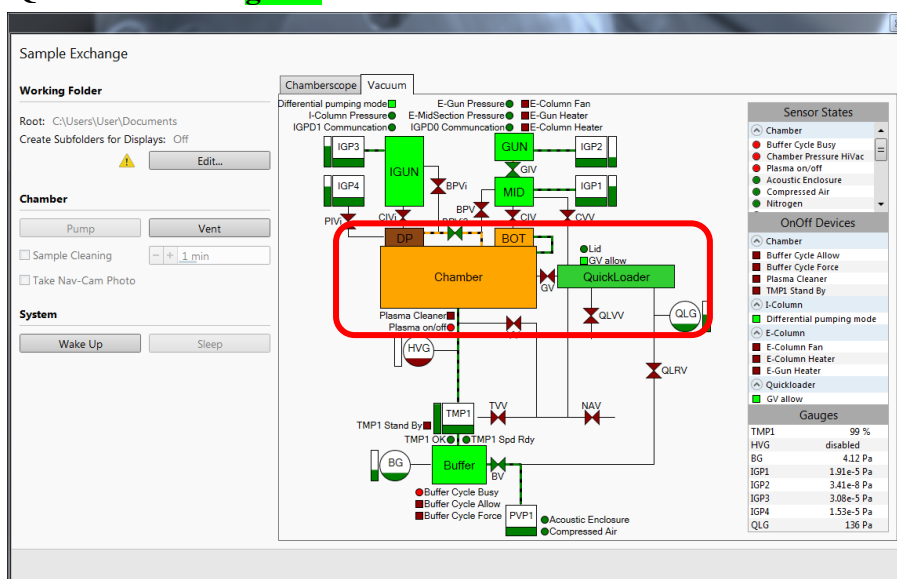 Sample Exchange
Working Folder
Root: C:\Users\User\Documents
Create Subfolders for Displays: Off
Edit...
Chamber
Pump
Vent
Sample Cleaning
- + 1 min
Take Nav-Cam Photo
System
Wake Up
Sleep
Chamberscope
Vacuum
Differential pumping mode
E-Gun Pressure
E-Column Fan
I-Column Pressure
E-MidSection Pressure
E-Gun Heater
IGPD1 Communcation
IGPD0 Communcation
E-Column Heater
IGP3
IGUN
GUN
IGP2
GIV
IGP4
BPVi
MID
IGP1
BPV
PIVi
CIVi
CIV
CVV
DP
BOT
Lid
GV allow
Chamber
GV
QuickLoader
Plasma Cleaner
Plasma on/off
QLVV
QLG
HVG
QLRV
TMP1
TVV
NAV
TMP1 Stand By
TMP1 OK
TMP1 Spd Rdy
BG
Buffer
BV
Buffer Cycle Busy
Buffer Cycle Allow
Buffer Cycle Force
PVP1
Acoustic Enclosure
Compressed Air
Sensor States
Chamber
Buffer Cycle Busy
Chamber Pressure HiVac
Plasma on/off
Acoustic Enclosure
Compressed Air
Nitrogen
OnOff Devices
Chamber
Buffer Cycle Allow
Buffer Cycle Force
Plasma Cleaner
TMP1 Stand By
I-Column
Differential pumping mode
E-Column
E-Column Fan
E-Column Heater
E-Gun Heater
Quickloader
GV allow
Gauges
TMP1 99 %
HVG disabled
BG 4.12 Pa
IGP1 1.91e-5 Pa
IGP2 3.41e-8 Pa
IGP3 3.08e-5 Pa
IGP4 1.53e-5 Pa
QLG 136 Pa